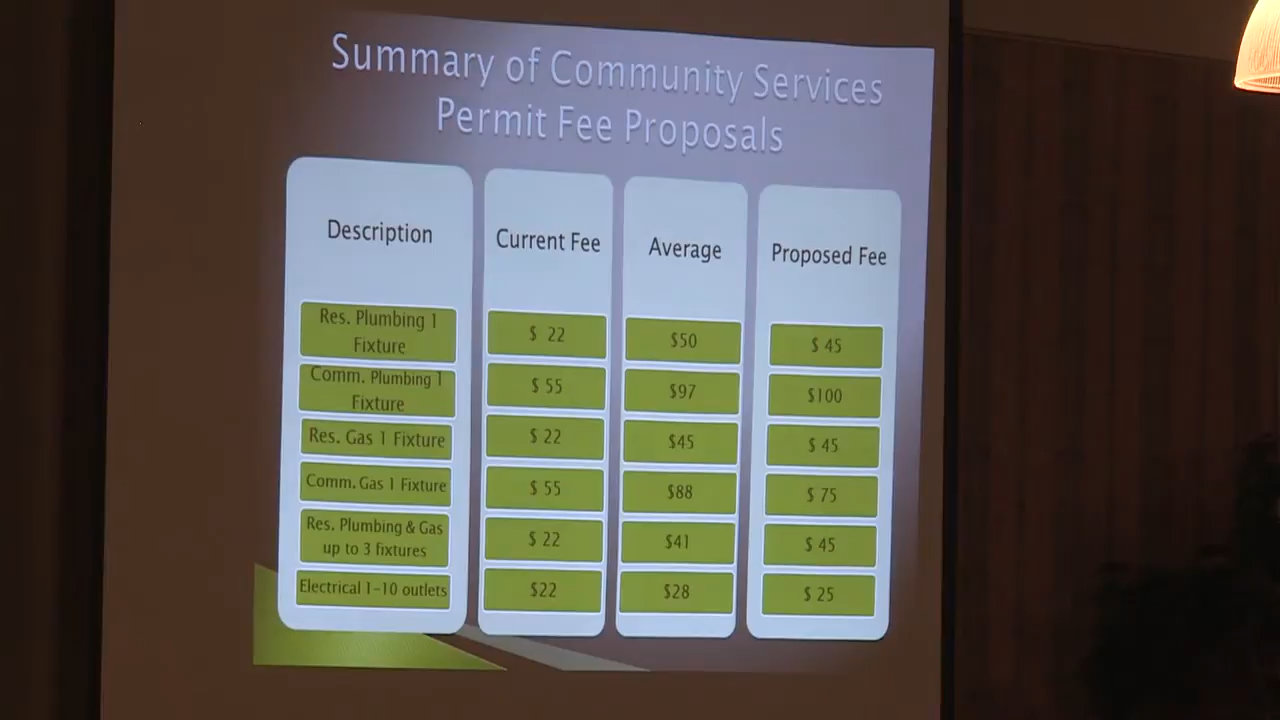 Summary of Community Services
Permit Fee Proposals
Description
Current Fee
Average
Proposed Fee
Res. Plumbing 1
Fixture
$ 22
$50
$ 45
Comm. Plumbing 1
Fixture
$ 55
$97
$100
Res. Gas 1 Fixture
$ 22
$45
$ 45
Comm. Gas 1 Fixture
$ 55
$88
$ 75
Res. Plumbing & Gas
up to 3 fixtures
$ 22
$41
$ 45
Electrical 1-10 outlets
$22
$28
$ 25